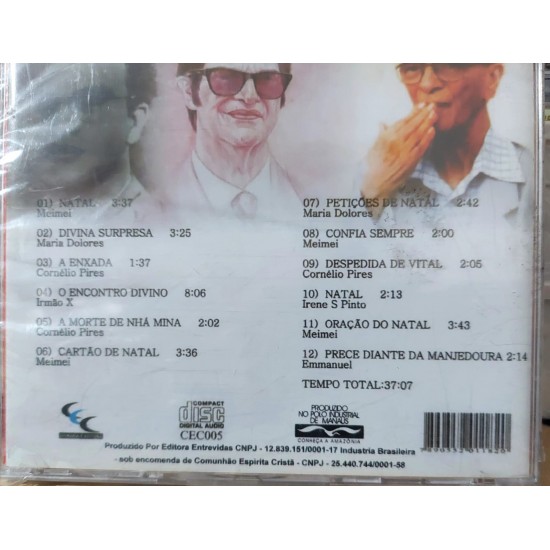 01) NATAL 3:37
Meimei
02) DIVINA SURPRESA 3:25
Maria Dolores
03) A ENXADA 1:37
Cornélio Pires
04) O ENCONTRO DIVINO 8:06
Irmão X
05) A MORTE DE NHÁ MINA 2:02
Cornélio Pires
06) CARTÃO DE NATAL 3:36
Meimei
07) PETIÇÕES DE NATAL 2:42
Maria Dolores
08) CONFIA SEMPRE 2:00
Meimei
09) DESPEDIDA DE VITAL 2:05
Cornélio Pires
10) NATAL 2:13
Irene S Pinto
11) ORAÇÃO DO NATAL 3:43
Meimei
12) PRECE DIANTE DA MANJEDOURA 2:14
Emmanuel
TEMPO TOTAL:37:07
COMPACT
disc
DIGITAL AUDIO
CEC005
PRODUZIDO
NO POLO INDUSTRIAL
DE MANAUS
CONHEÇA A AMAZÔNIA
Produzido Por Editora Entrevidas CNPJ - 12.839.151/0001-17 Industria Brasileira
- sob encomenda de Comunhão Espirita Cristã - CNPJ - 25.440.744/0001-58